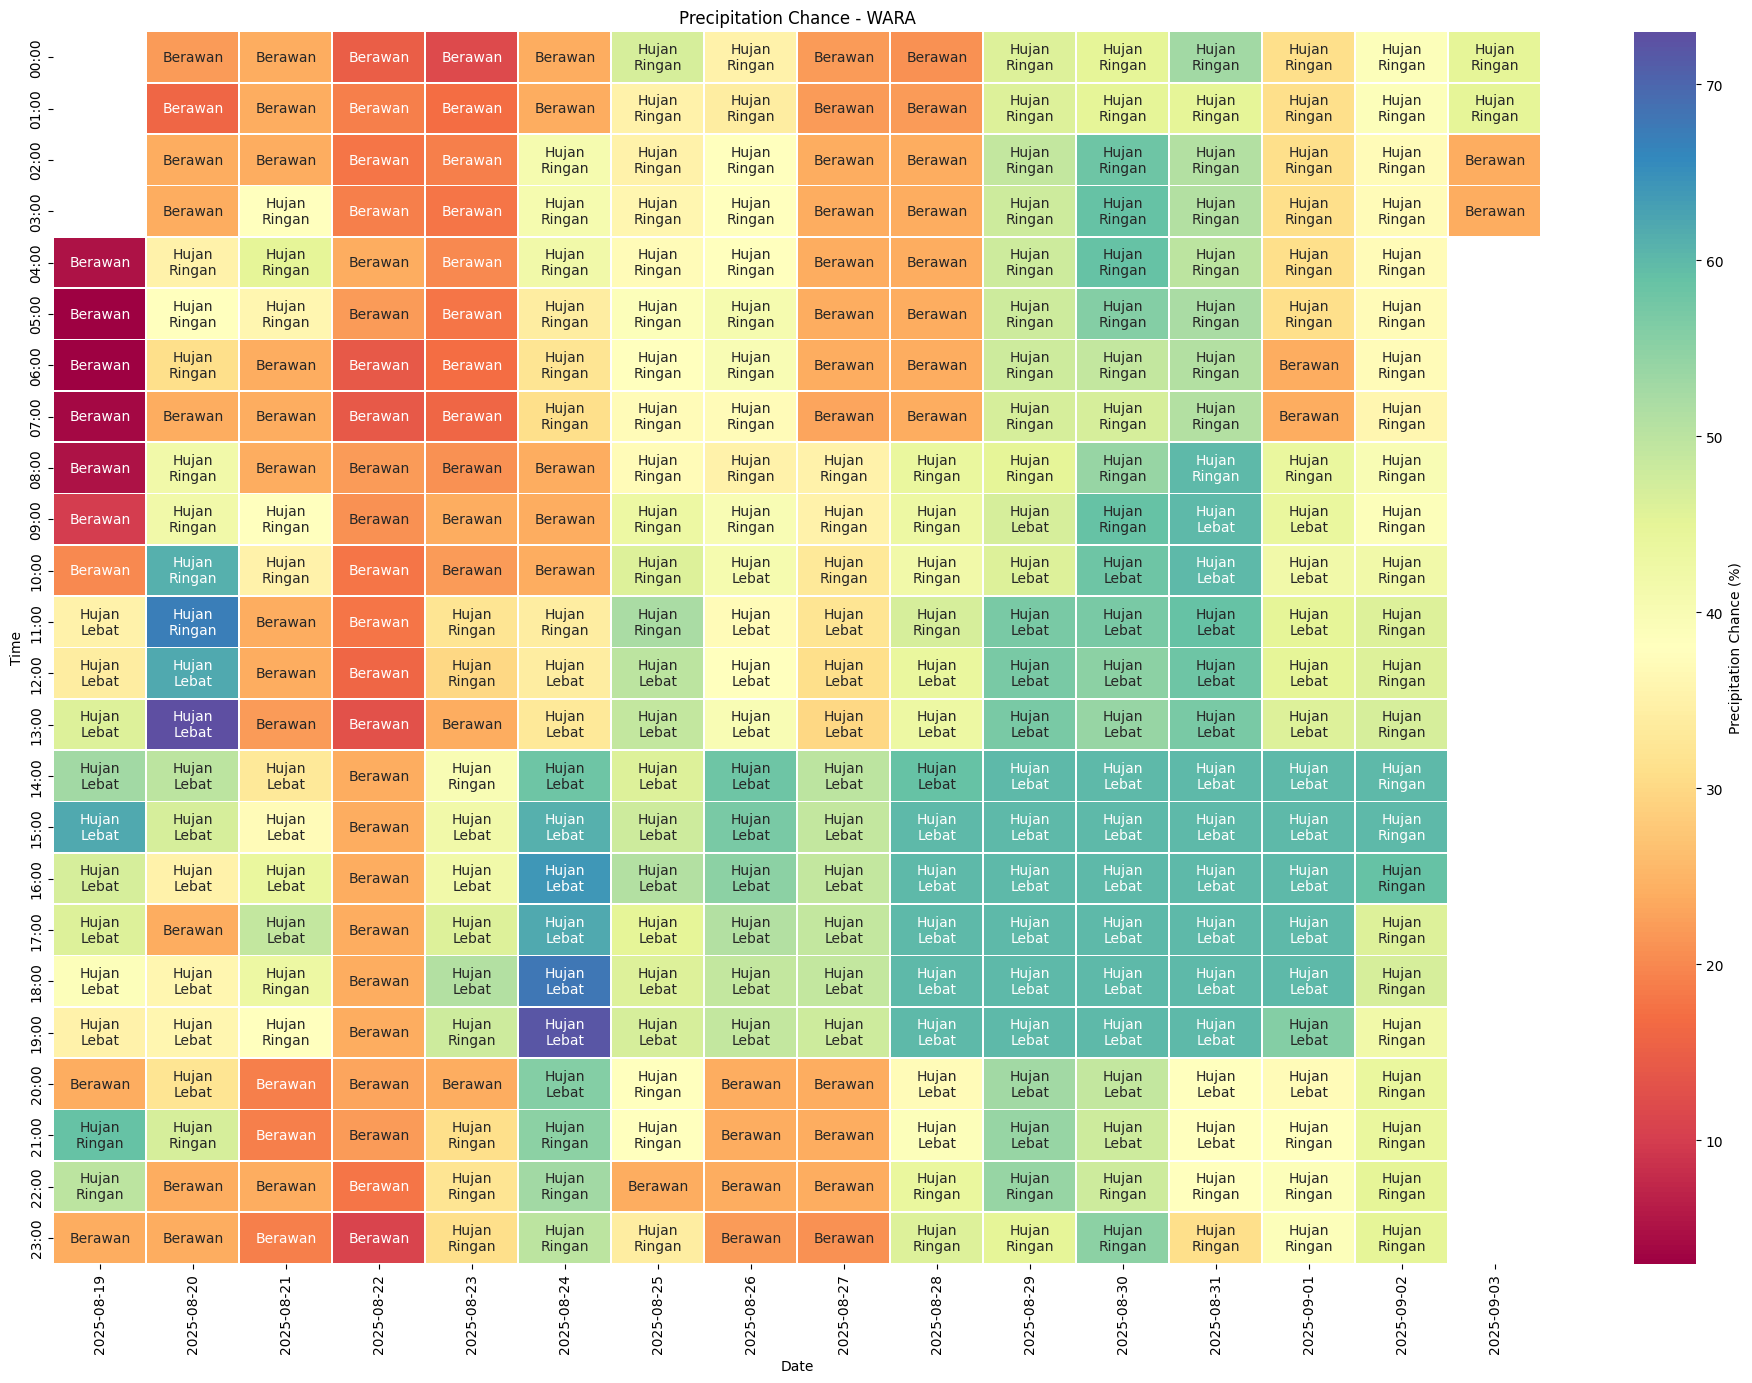 Precipitation Chance - WARA
Time
00:00 Berawan Berawan Berawan Berawan Berawan Hujan Ringan Hujan Ringan Berawan Berawan Hujan Ringan Hujan Ringan Hujan Ringan Hujan Ringan Hujan Ringan Hujan Ringan
01:00 Berawan Berawan Berawan Berawan Berawan Hujan Ringan Hujan Ringan Berawan Berawan Hujan Ringan Hujan Ringan Hujan Ringan Hujan Ringan Hujan Ringan Hujan Ringan
02:00 Berawan Berawan Berawan Berawan Hujan Ringan Hujan Ringan Hujan Ringan Berawan Berawan Hujan Ringan Hujan Ringan Hujan Ringan Hujan Ringan Hujan Ringan Berawan
03:00 Berawan Hujan Ringan Berawan Berawan Hujan Ringan Hujan Ringan Hujan Ringan Berawan Berawan Hujan Ringan Hujan Ringan Hujan Ringan Hujan Ringan Hujan Ringan Berawan
04:00 Berawan Hujan Ringan Hujan Ringan Berawan Berawan Hujan Ringan Hujan Ringan Hujan Ringan Berawan Berawan Hujan Ringan Hujan Ringan Hujan Ringan Hujan Ringan Hujan Ringan
05:00 Berawan Hujan Ringan Hujan Ringan Berawan Berawan Hujan Ringan Hujan Ringan Hujan Ringan Berawan Berawan Hujan Ringan Hujan Ringan Hujan Ringan Hujan Ringan Hujan Ringan
06:00 Berawan Hujan Ringan Berawan Berawan Berawan Hujan Ringan Hujan Ringan Hujan Ringan Berawan Berawan Hujan Ringan Hujan Ringan Hujan Ringan Berawan Hujan Ringan
07:00 Berawan Berawan Berawan Berawan Berawan Hujan Ringan Hujan Ringan Hujan Ringan Berawan Berawan Hujan Ringan Hujan Ringan Hujan Ringan Berawan Hujan Ringan
08:00 Berawan Hujan Ringan Berawan Berawan Berawan Berawan Hujan Ringan Hujan Ringan Hujan Ringan Hujan Ringan Hujan Ringan Hujan Ringan Hujan Ringan Hujan Ringan Hujan Ringan
09:00 Berawan Hujan Ringan Hujan Ringan Berawan Berawan Berawan Hujan Ringan Hujan Ringan Hujan Ringan Hujan Ringan Hujan Lebat Hujan Ringan Hujan Lebat Hujan Lebat Hujan Ringan
10:00 Berawan Hujan Ringan Hujan Ringan Berawan Berawan Berawan Hujan Ringan Hujan Lebat Hujan Ringan Hujan Ringan Hujan Lebat Hujan Lebat Hujan Lebat Hujan Lebat Hujan Ringan
11:00 Hujan Lebat Hujan Ringan Berawan Berawan Hujan Ringan Hujan Ringan Hujan Ringan Hujan Lebat Hujan Lebat Hujan Ringan Hujan Lebat Hujan Lebat Hujan Lebat Hujan Lebat Hujan Ringan
12:00 Hujan Lebat Hujan Lebat Berawan Berawan Hujan Ringan Hujan Lebat Hujan Lebat Hujan Lebat Hujan Lebat Hujan Lebat Hujan Lebat Hujan Lebat Hujan Lebat Hujan Lebat Hujan Ringan
13:00 Hujan Lebat Hujan Lebat Berawan Berawan Berawan Hujan Lebat Hujan Lebat Hujan Lebat Hujan Lebat Hujan Lebat Hujan Lebat Hujan Lebat Hujan Lebat Hujan Lebat Hujan Ringan
14:00 Hujan Lebat Hujan Lebat Hujan Lebat Berawan Hujan Ringan Hujan Lebat Hujan Lebat Hujan Lebat Hujan Lebat Hujan Lebat Hujan Lebat Hujan Lebat Hujan Lebat Hujan Lebat Hujan Ringan
15:00 Hujan Lebat Hujan Lebat Hujan Lebat Berawan Hujan Lebat Hujan Lebat Hujan Lebat Hujan Lebat Hujan Lebat Hujan Lebat Hujan Lebat Hujan Lebat Hujan Lebat Hujan Lebat Hujan Ringan
16:00 Hujan Lebat Hujan Lebat Hujan Lebat Berawan Hujan Lebat Hujan Lebat Hujan Lebat Hujan Lebat Hujan Lebat Hujan Lebat Hujan Lebat Hujan Lebat Hujan Lebat Hujan Lebat Hujan Ringan
17:00 Hujan Lebat Berawan Hujan Lebat Berawan Hujan Lebat Hujan Lebat Hujan Lebat Hujan Lebat Hujan Lebat Hujan Lebat Hujan Lebat Hujan Lebat Hujan Lebat Hujan Lebat Hujan Ringan
18:00 Hujan Lebat Hujan Lebat Hujan Ringan Berawan Hujan Lebat Hujan Lebat Hujan Lebat Hujan Lebat Hujan Lebat Hujan Lebat Hujan Lebat Hujan Lebat Hujan Lebat Hujan Lebat Hujan Ringan
19:00 Hujan Lebat Hujan Lebat Hujan Ringan Berawan Hujan Ringan Hujan Lebat Hujan Lebat Hujan Lebat Hujan Lebat Hujan Lebat Hujan Lebat Hujan Lebat Hujan Lebat Hujan Lebat Hujan Ringan
20:00 Berawan Hujan Lebat Berawan Berawan Berawan Hujan Lebat Hujan Ringan Berawan Berawan Hujan Lebat Hujan Lebat Hujan Lebat Hujan Lebat Hujan Lebat Hujan Ringan
21:00 Hujan Ringan Hujan Ringan Berawan Berawan Hujan Ringan Hujan Ringan Hujan Ringan Berawan Berawan Hujan Lebat Hujan Lebat Hujan Lebat Hujan Lebat Hujan Ringan Hujan Ringan
22:00 Hujan Ringan Berawan Berawan Berawan Hujan Ringan Hujan Ringan Berawan Berawan Berawan Hujan Ringan Hujan Ringan Hujan Ringan Hujan Ringan Hujan Ringan Hujan Ringan
23:00 Berawan Berawan Berawan Berawan Hujan Ringan Hujan Ringan Hujan Ringan Berawan Berawan Hujan Ringan Hujan Ringan Hujan Ringan Hujan Ringan Hujan Ringan Hujan Ringan
2025-08-19 2025-08-20 2025-08-21 2025-08-22 2025-08-23 2025-08-24 2025-08-25 2025-08-26 2025-08-27 2025-08-28 2025-08-29 2025-08-30 2025-08-31 2025-09-01 2025-09-02 2025-09-03
Date
70
60
50
40
30
20
10
Precipitation Chance (%)